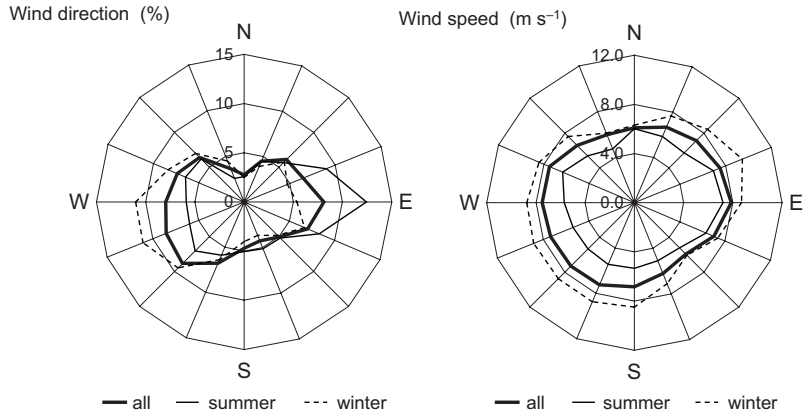 Wind direction (%)
N
15
10
5
0
W
E
S
all summer winter
Wind speed (m s⁻¹)
N
12.0
8.0
4.0
0.0
W
E
S
all summer winter